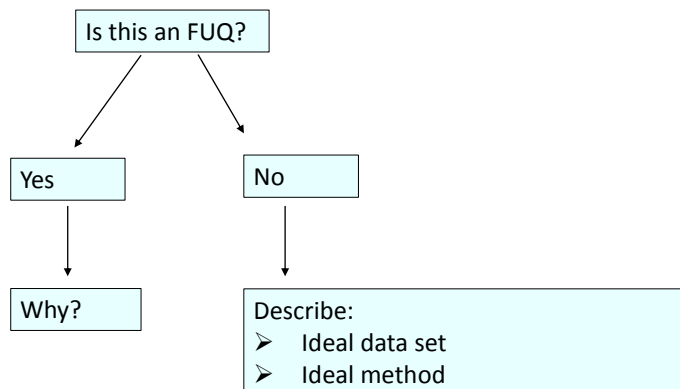 Is this an FUQ?
Yes
No
Why?
Describe:
➢ Ideal data set
➢ Ideal method